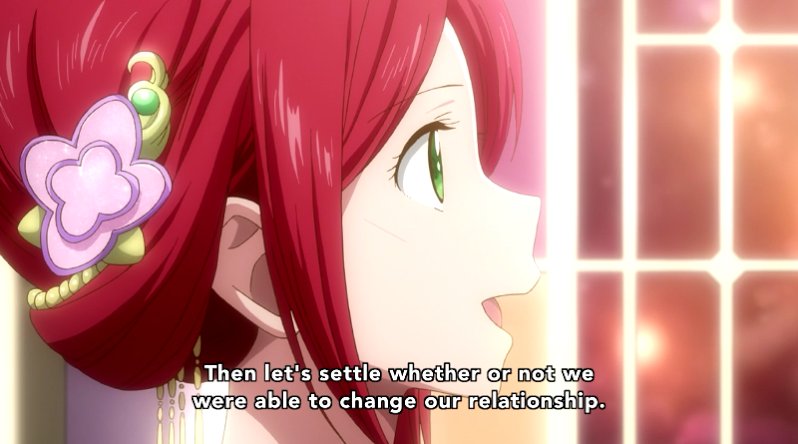 Then let's settle whether or not we
were able to change our relationship.